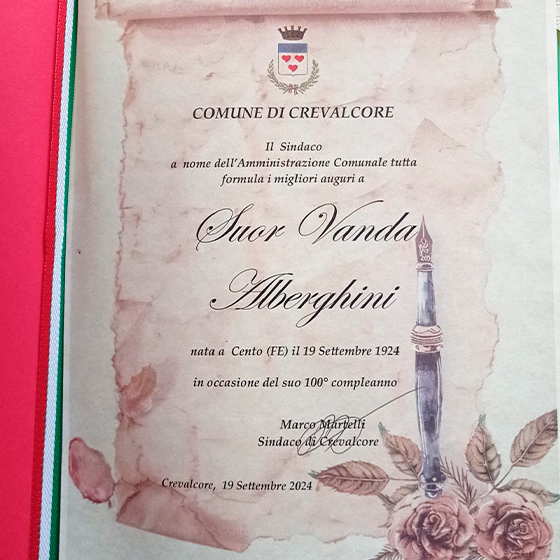 COMUNE DI CREVALCORE
Il Sindaco
a nome dell'Amministrazione Comunale tutta
formula i migliori auguri a
Suor Vanda
Alberghini
nata a Cento (FE) il 19 Settembre 1924
in occasione del suo 100° compleanno
Marco Martelli
Sindaco di Crevalcore
Crevalcore, 19 Settembre 2024